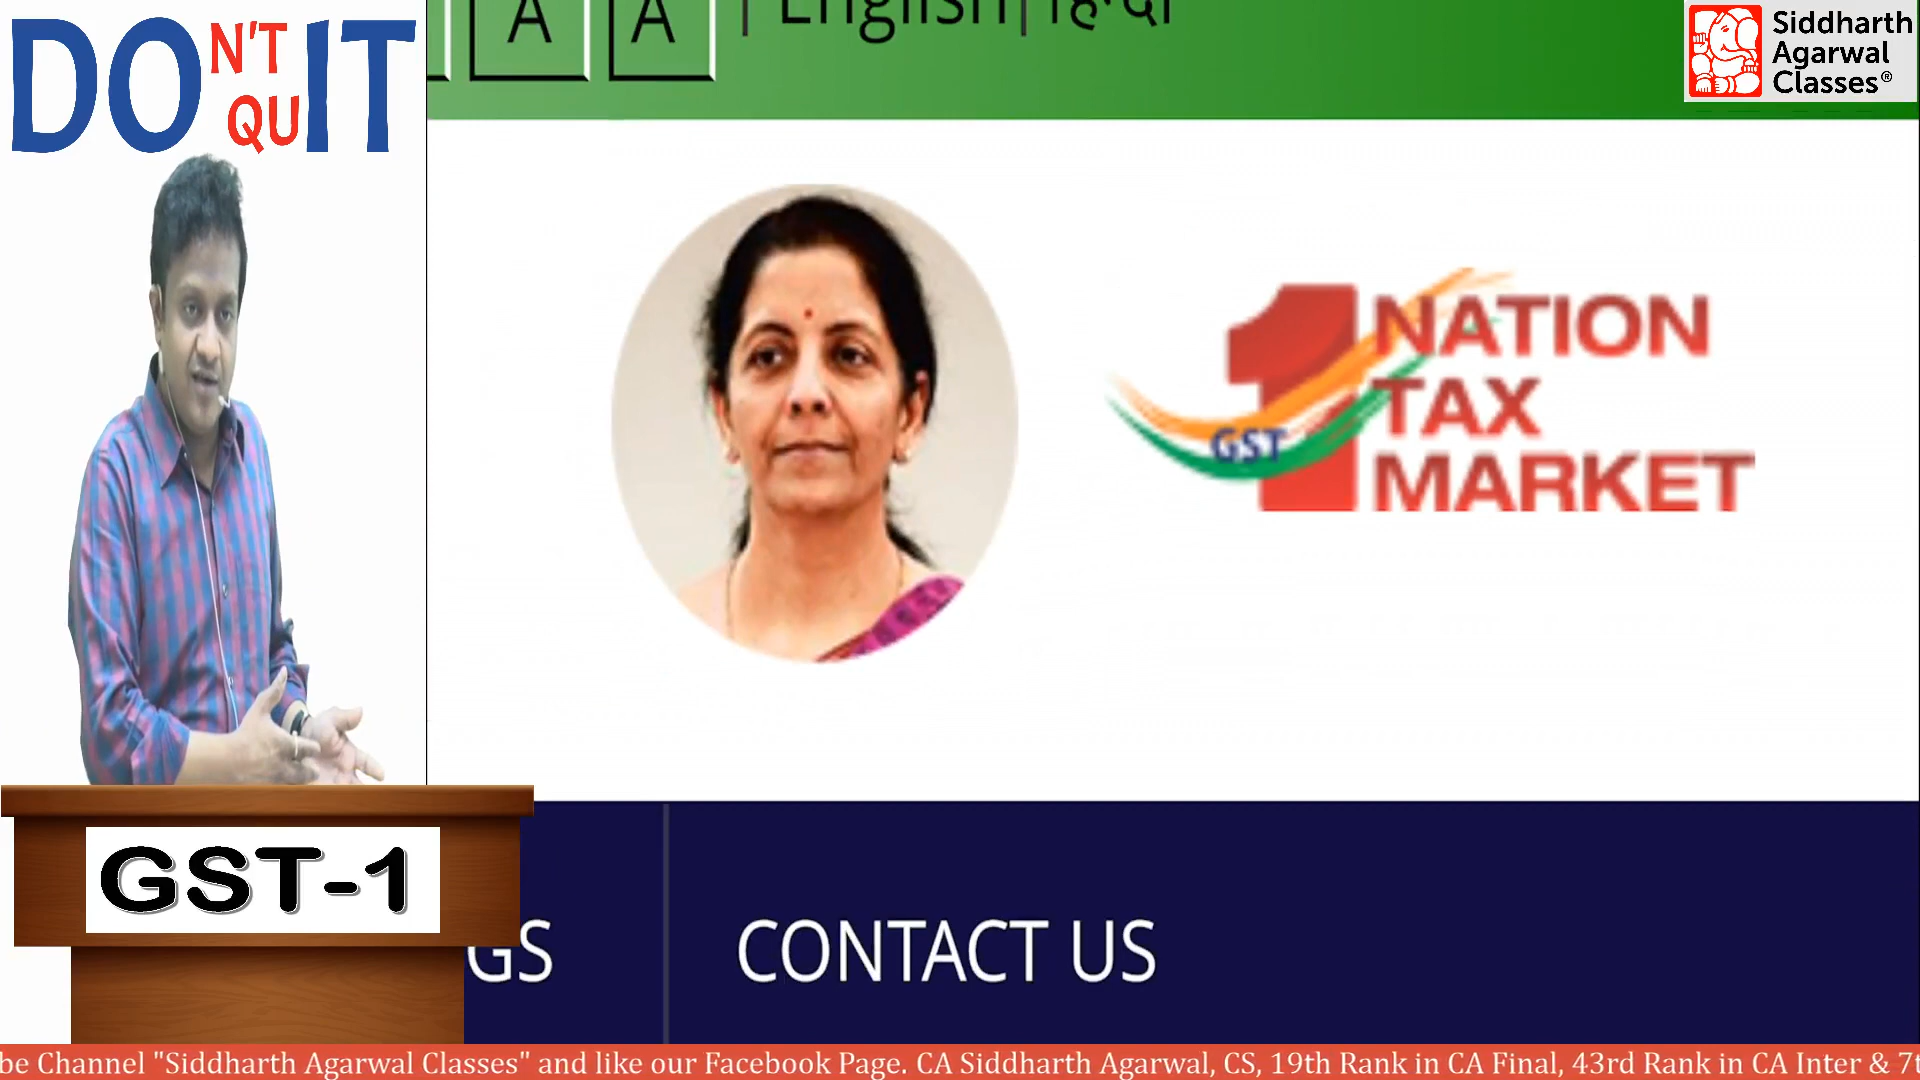 DON'T QUIT
A A | English | हिन्दी
Siddharth
Agarwal
Classes®
1 NATION
TAX
MARKET
GST
GST-1
GS
CONTACT US
be Channel "Siddharth Agarwal Classes" and like our Facebook Page. CA Siddharth Agarwal, CS, 19th Rank in CA Final, 43rd Rank in CA Inter & 7t